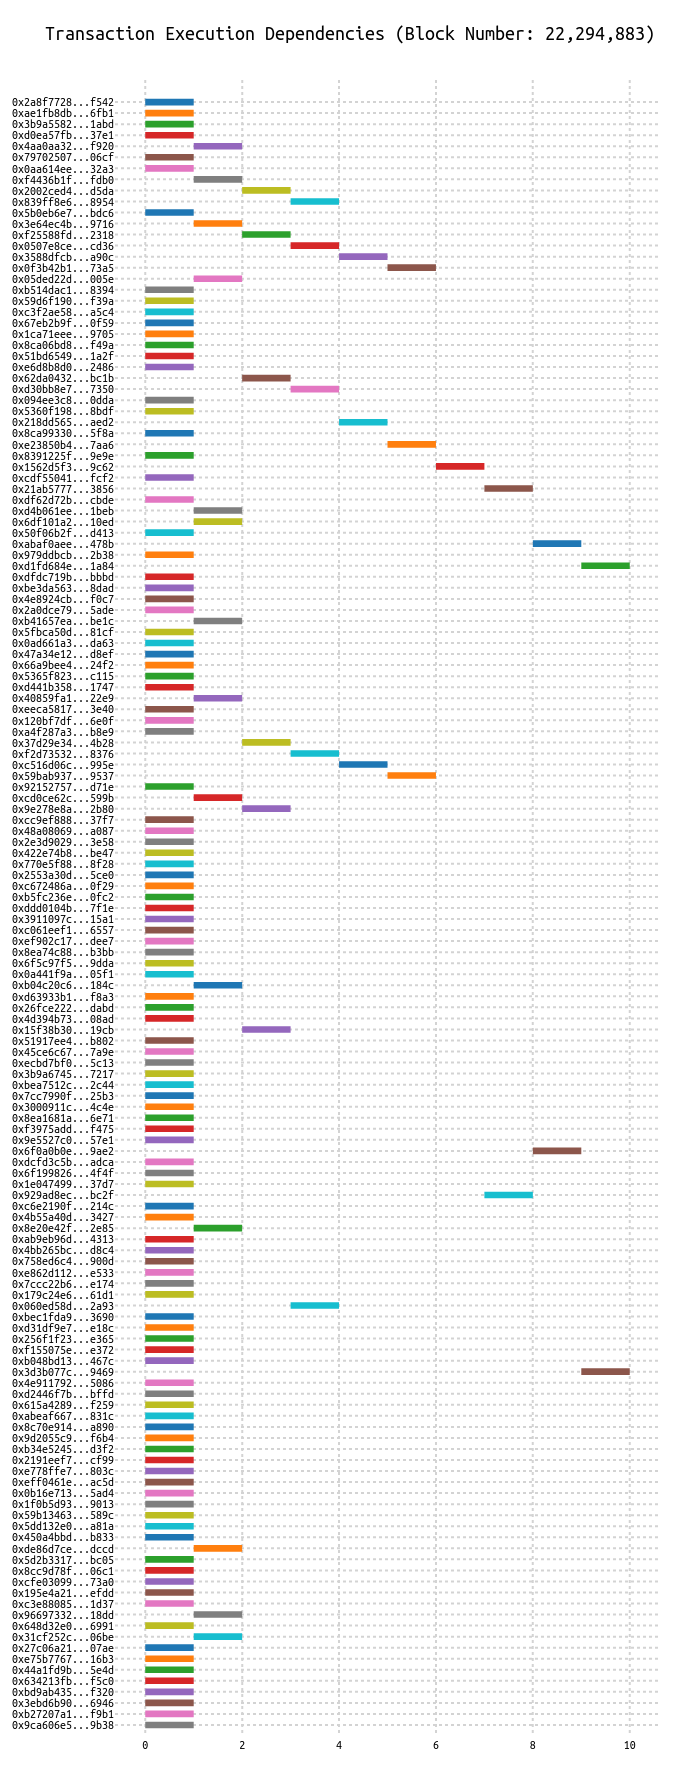 Transaction Execution Dependencies (Block Number: 22,294,883)
0x2a8f7728...f542
0xae1fb8db...6fb1
0x3b9a5582...1abd
0xd0ea57fb...37e1
0x4aa0aa32...f920
0x79702507...06cf
0x0aa614ee...32a3
0xf4436b1f...fdb0
0x2002ced4...d5da
0x839ff8e6...8954
0x5b0eb6e7...bdc6
0x3e64ec4b...9716
0xf25588fd...2318
0x0507e8ce...cd36
0x3588dfcb...a90c
0x0f3b42b1...73a5
0x05ded22d...005e
0xb514dac1...8394
0x59d6f190...f39a
0xc3f2ae58...a5c4
0x67eb2b9f...0f59
0x1ca71eee...9705
0x8ca06bd8...f49a
0x51bd6549...1a2f
0xe6d8b8d0...2486
0x62da0432...bc1b
0xd30bb8e7...7350
0x094ee3c8...0dda
0x5360f198...8bdf
0x218dd565...aed2
0x8ca99330...5f8a
0xe23850b4...7aa6
0x8391225f...9e9e
0x1562d5f3...9c62
0xcdf55041...fcf2
0x21ab5777...3856
0xdf62d72b...cbde
0xd4b061ee...1beb
0x6df101a2...10ed
0x50f06b2f...d413
0xabaf0aee...478b
0x979ddbcb...2b38
0xd1fd684e...1a84
0xdfdc719b...bbbd
0xbe3da563...8dad
0x4e8924cb...f0c7
0x2a0dce79...5ade
0xb41657ea...be1c
0x5fbca50d...81cf
0x0ad661a3...da63
0x47a34e12...d8ef
0x66a9bee4...24f2
0x5365f823...c115
0xd441b358...1747
0x40859fa1...22e9
0xeeca5817...3e40
0x120bf7df...6e0f
0xa4f287a3...b8e9
0x37d29e34...4b28
0xf2d73532...8376
0xc516d06c...995e
0x59bab937...9537
0x92152757...d71e
0xcd0ce62c...599b
0x9e278e8a...2b80
0xcc9ef888...37f7
0x48a08069...a087
0x2e3d9029...3e58
0x422e74b8...be47
0x770e5f88...8f28
0x2553a30d...5ce0
0xc672486a...0f29
0xb5fc236e...0fc2
0xddd0104b...7f1e
0x3911097c...15a1
0xc061eef1...6557
0xef902c17...dee7
0x8ea74c88...b3bb
0x6f5c97f5...9dda
0x0a441f9a...05f1
0xb04c20c6...184c
0xd63933b1...f8a3
0x26fce222...dabd
0x4d394b73...08ad
0x15f38b30...19cb
0x51917ee4...b802
0x45ce6c67...7a9e
0xecbd7bf0...5c13
0x3b9a6745...7217
0xbea7512c...2c44
0x7cc7990f...25b3
0x3000911c...4c4e
0x8ea1681a...6e71
0xf3975add...f475
0x9e5527c0...57e1
0x6f0a0b0e...9ae2
0xdcfd3c5b...adca
0x6f199826...4f4f
0x1e047499...37d7
0x929ad8ec...bc2f
0xc6e2190f...214c
0x4b55a40d...3427
0x8e20e42f...2e85
0xab9eb96d...4313
0x4bb265bc...d8c4
0x758ed6c4...900d
0xe862d112...e533
0x7ccc22b6...e174
0x179c24e6...61d1
0x060ed58d...2a93
0xbec1fda9...3690
0xd31df9e7...e18c
0x256f1f23...e365
0xf155075e...e372
0xb048bd13...467c
0x3d3b077c...9469
0x4e911792...5086
0xd2446f7b...bffd
0x615a4289...f259
0xabeaf667...831c
0x8c70e914...a890
0x9d2055c9...f6b4
0xb34e5245...d3f2
0x2191eef7...cf99
0xe778ffe7...803c
0xeff0461e...ac5d
0x0b16e713...5ad4
0x1f0b5d93...9013
0x59b13463...589c
0x5dd132e0...a81a
0x450a4bbd...b833
0xde86d7ce...dccd
0x5d2b3317...bc05
0x8cc9d78f...06c1
0xcfe03099...73a0
0x195e4a21...efdd
0xc3e88085...1d37
0x96697332...18dd
0x648d32e0...6991
0x31cf252c...06be
0x27c06a21...07ae
0xe75b7767...16b3
0x44a1fd9b...5e4d
0x634213fb...f5c0
0xbd9ab435...f320
0x3ebd6b90...6946
0xb27207a1...f9b1
0x9ca606e5...9b38
0 2 4 6 8 10